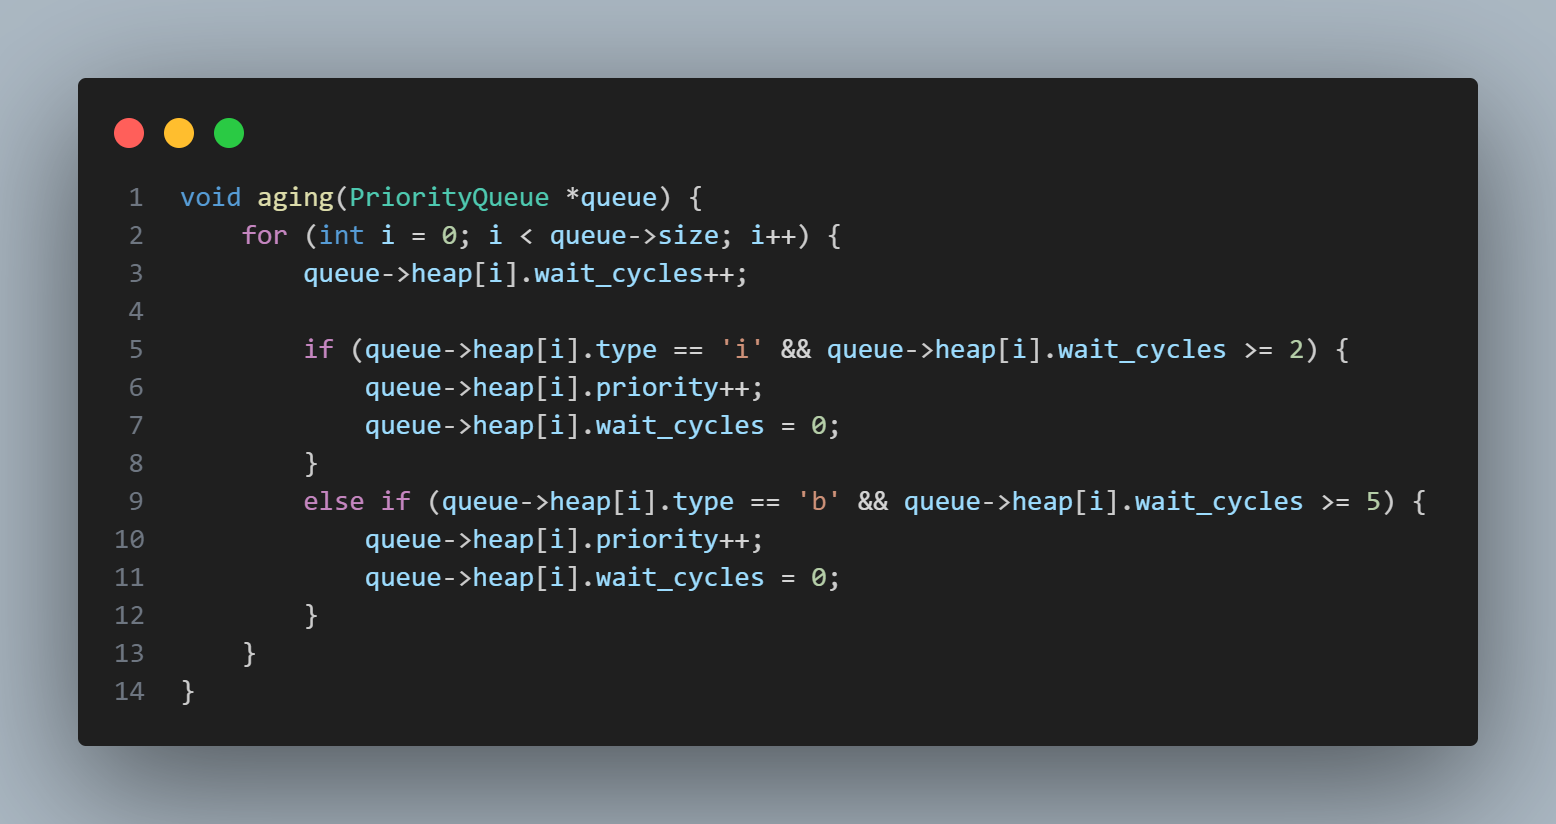 1 void aging(PriorityQueue *queue) {
2     for (int i = 0; i < queue->size; i++) {
3         queue->heap[i].wait_cycles++;
4
5         if (queue->heap[i].type == 'i' && queue->heap[i].wait_cycles >= 2) {
6             queue->heap[i].priority++;
7             queue->heap[i].wait_cycles = 0;
8         }
9         else if (queue->heap[i].type == 'b' && queue->heap[i].wait_cycles >= 5) {
10             queue->heap[i].priority++;
11             queue->heap[i].wait_cycles = 0;
12         }
13     }
14 }